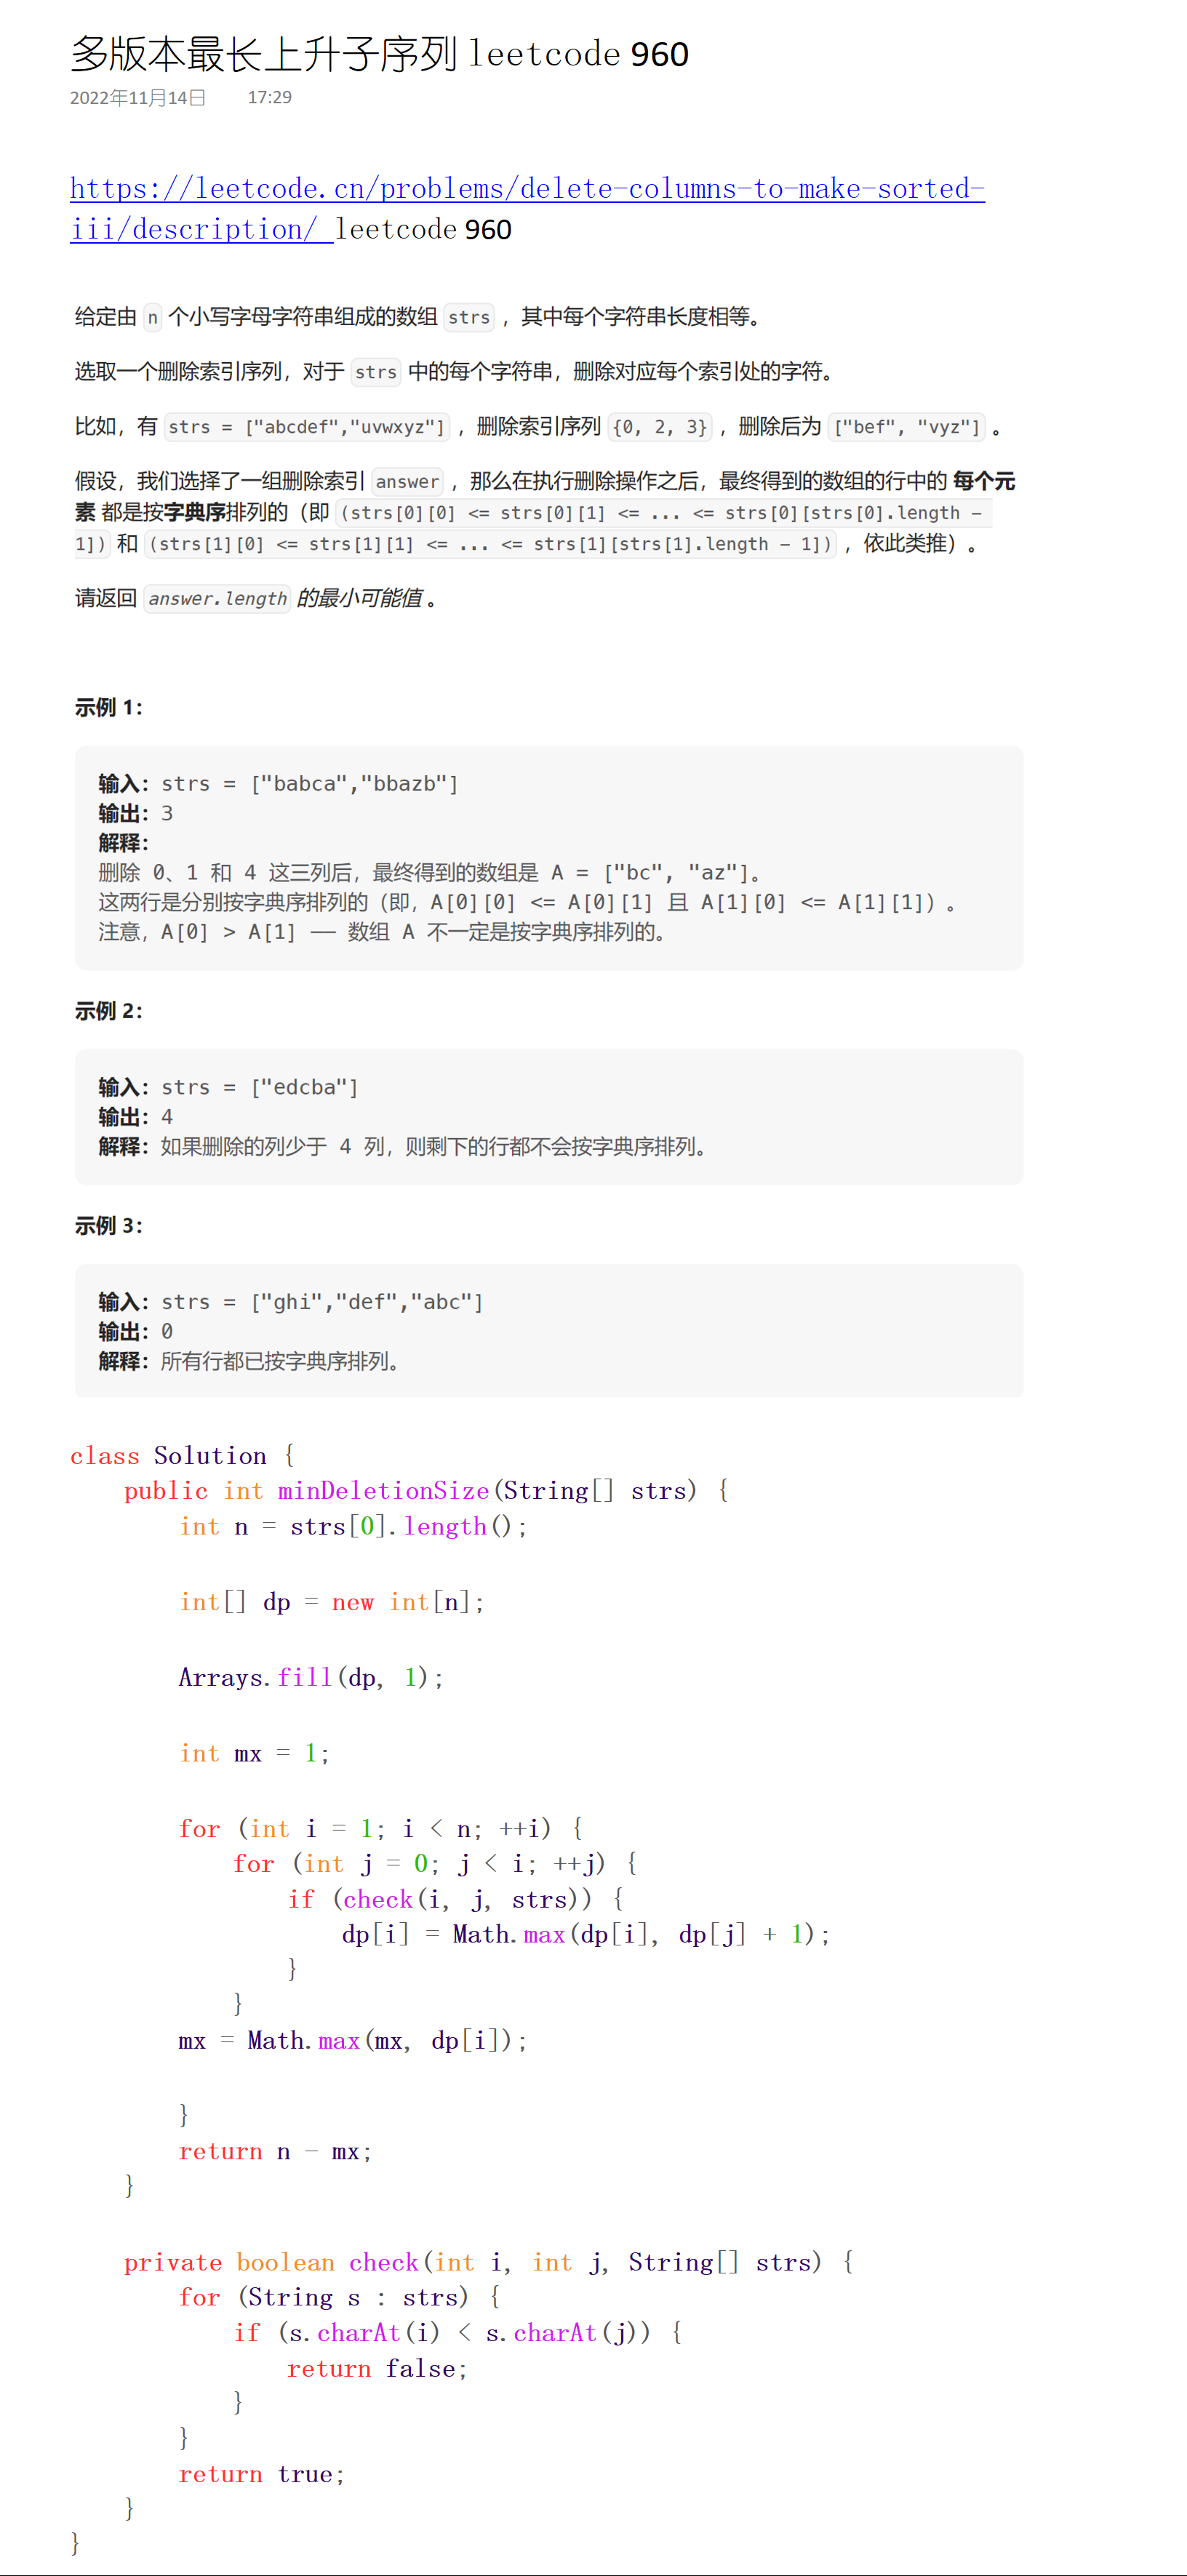 多版本最长上升子序列 leetcode 960
2022年11月14日 17:29
https://leetcode.cn/problems/delete-columns-to-make-sorted-
iii/description/ leetcode 960
给定由 n 个小写字母字符串组成的数组 strs ，其中每个字符串长度相等。
选取一个删除索引序列，对于 strs 中的每个字符串，删除对应每个索引处的字符。
比如，有 strs = ["abcdef","uvwxyz"] ，删除索引序列 {0, 2, 3} ，删除后为 ["bef", "vyz"] 。
假设，我们选择了一组删除索引 answer ，那么在执行删除操作之后，最终得到的数组的行中的 每个元
素 都是按字典序排列的（即 (strs[0][0] <= strs[0][1] <= ... <= strs[0][strs[0].length -
1]) 和 (strs[1][0] <= strs[1][1] <= ... <= strs[1][strs[1].length - 1]) ，依此类推）。
请返回 answer.length 的最小可能值 。
示例 1：
输入：strs = ["babca","bbazb"]
输出：3
解释：
删除 0、1 和 4 这三列后，最终得到的数组是 A = ["bc", "az"]。
这两行是分别按字典序排列的（即，A[0][0] <= A[0][1] 且 A[1][0] <= A[1][1]）。
注意，A[0] > A[1] —— 数组 A 不一定是按字典序排列的。
示例 2：
输入：strs = ["edcba"]
输出：4
解释：如果删除的列少于 4 列，则剩下的行都不会按字典序排列。
示例 3：
输入：strs = ["ghi","def","abc"]
输出：0
解释：所有行都已按字典序排列。
class Solution {
    public int minDeletionSize(String[] strs) {
        int n = strs[0].length();
        int[] dp = new int[n];
        Arrays.fill(dp, 1);
        int mx = 1;
        for (int i = 1; i < n; ++i) {
            for (int j = 0; j < i; ++j) {
                if (check(i, j, strs)) {
                    dp[i] = Math.max(dp[i], dp[j] + 1);
                }
            }
        mx = Math.max(mx, dp[i]);
        }
        return n - mx;
    }
    private boolean check(int i, int j, String[] strs) {
        for (String s : strs) {
            if (s.charAt(i) < s.charAt(j)) {
                return false;
            }
        }
        return true;
    }
}